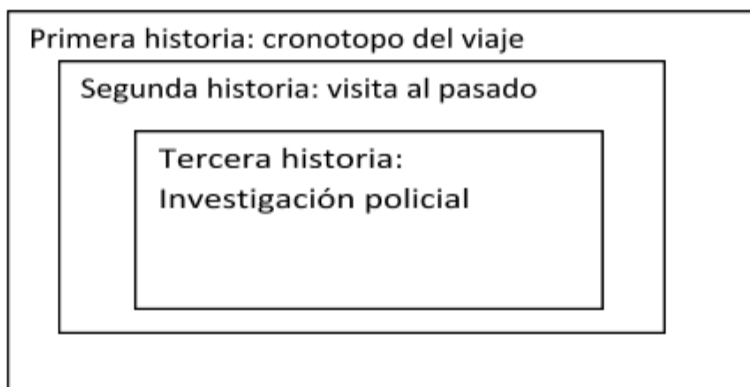 Primera historia: cronotopo del viaje
Segunda historia: visita al pasado
Tercera historia:
Investigación policial